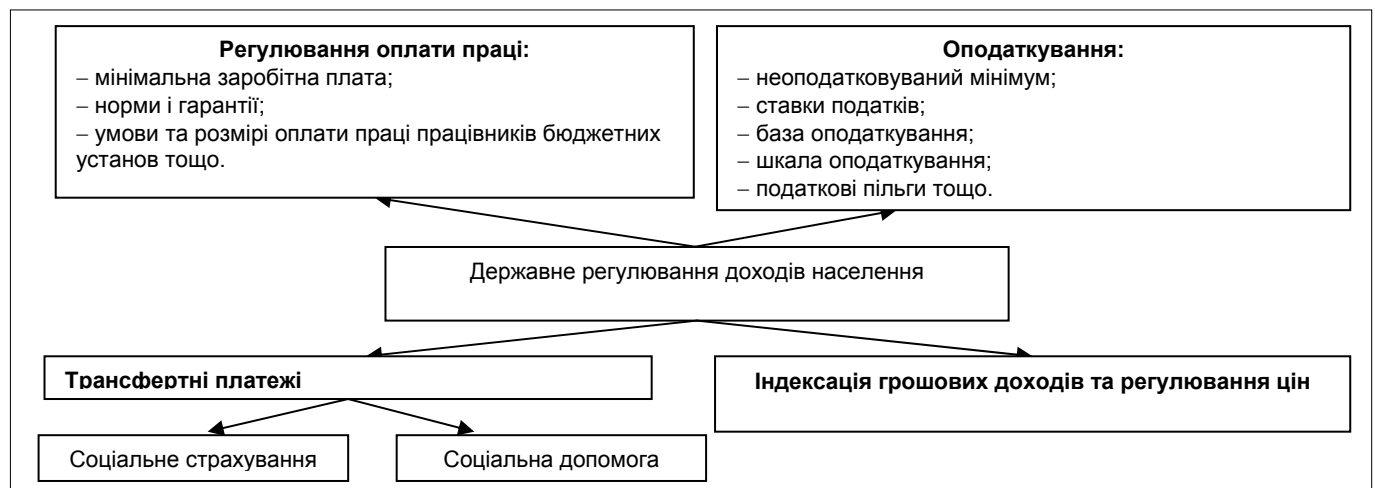 Регулювання оплати праці:
– мінімальна заробітна плата;
– норми і гарантії;
– умови та розмірі оплати праці працівників бюджетних
установ тощо.
Оподаткування:
– неоподатковуваний мінімум;
– ставки податків;
– база оподаткування;
– шкала оподаткування;
– податкові пільги тощо.
Державне регулювання доходів населення
Трансфертні платежі
Індексація грошових доходів та регулювання цін
Соціальне страхування
Соціальна допомога